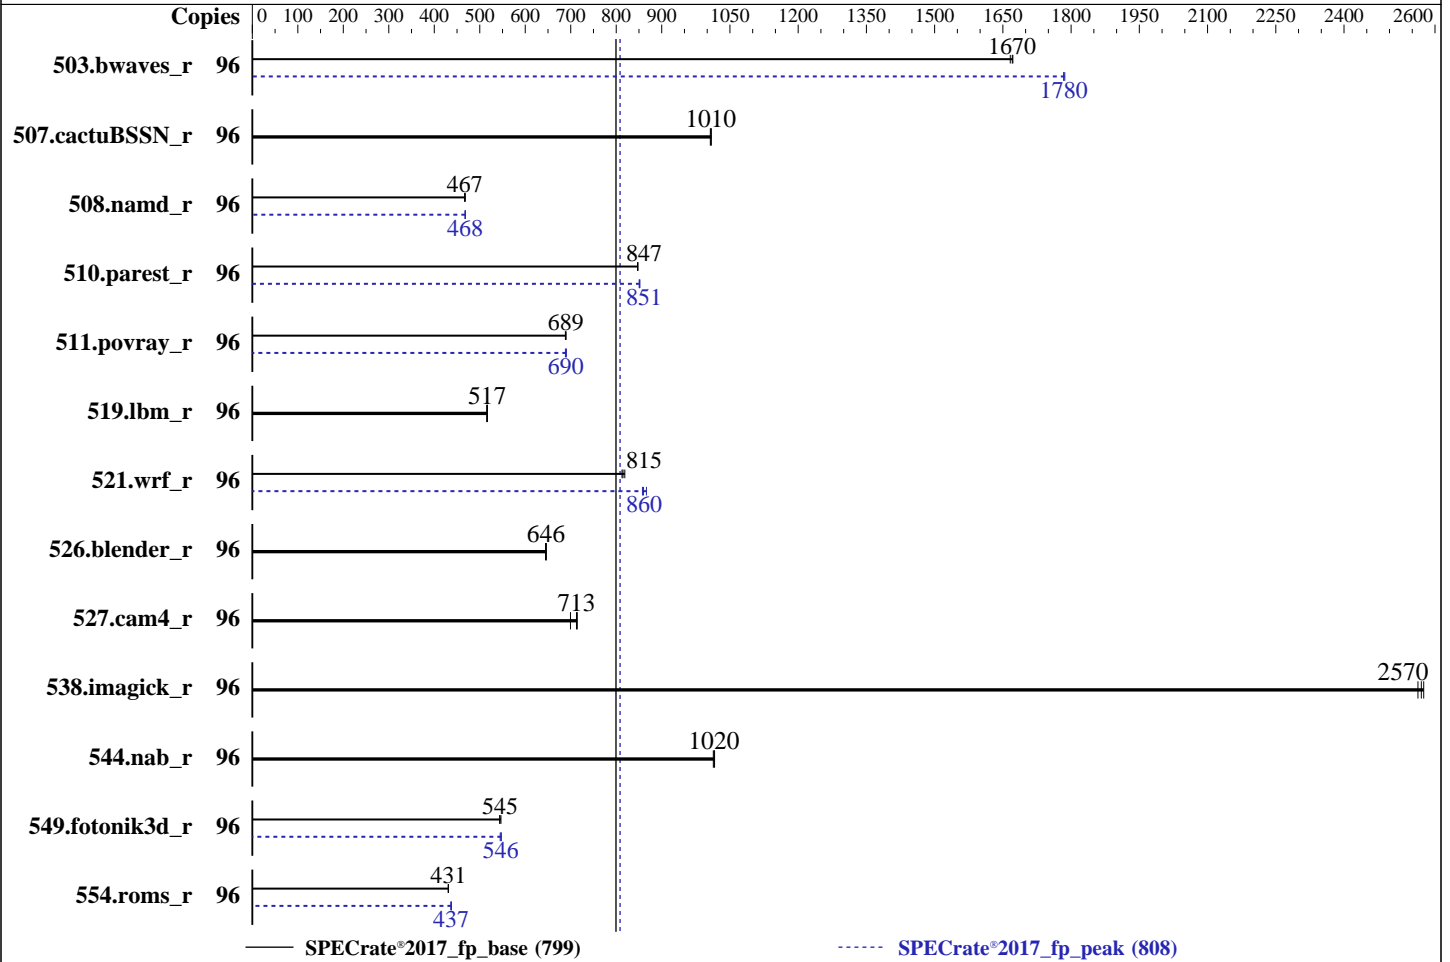 Copies 0 100 200 300 400 500 600 700 800 900 1050 1200 1350 1500 1650 1800 1950 2100 2250 2400 2600
503.bwaves_r 96 1670
1780
507.cactuBSSN_r 96 1010
508.namd_r 96 467
468
510.parest_r 96 847
851
511.povray_r 96 689
690
519.lbm_r 96 517
521.wrf_r 96 815
860
526.blender_r 96 646
527.cam4_r 96 713
538.imagick_r 96 2570
544.nab_r 96 1020
549.fotonik3d_r 96 545
546
554.roms_r 96 431
437
SPECrate®2017_fp_base (799) SPECrate®2017_fp_peak (808)